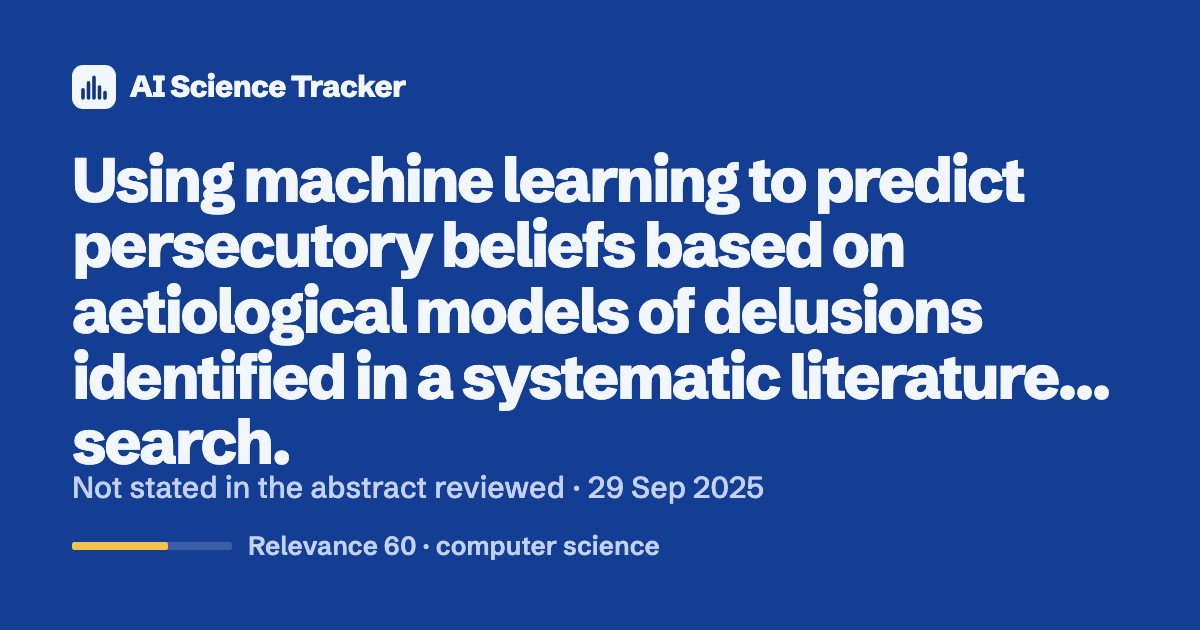 AI Science Tracker
Using machine learning to predict
persecutory beliefs based on
aetiological models of delusions
identified in a systematic literature...
search.
Not stated in the abstract reviewed · 29 Sep 2025
Relevance 60 · computer science